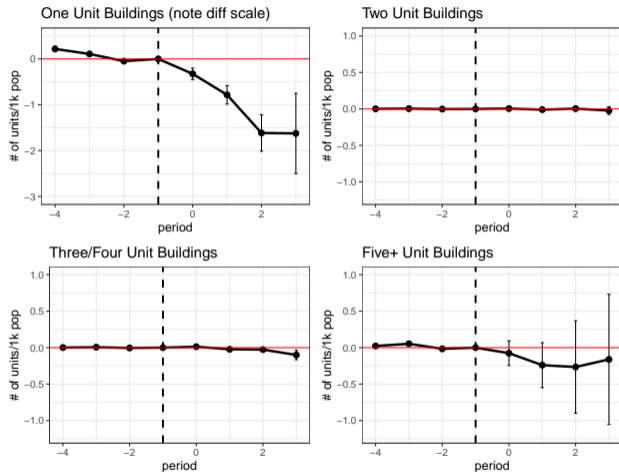 One Unit Buildings (note diff scale)
# of units/1k pop
0
−1
−2
−3
−4
−2
0
2
period
Two Unit Buildings
# of units/1k pop
1.0
0.5
0.0
−0.5
−1.0
−4
−2
0
2
period
Three/Four Unit Buildings
# of units/1k pop
1.0
0.5
0.0
−0.5
−1.0
−4
−2
0
2
period
Five+ Unit Buildings
# of units/1k pop
1.0
0.5
0.0
−0.5
−1.0
−4
−2
0
2
period